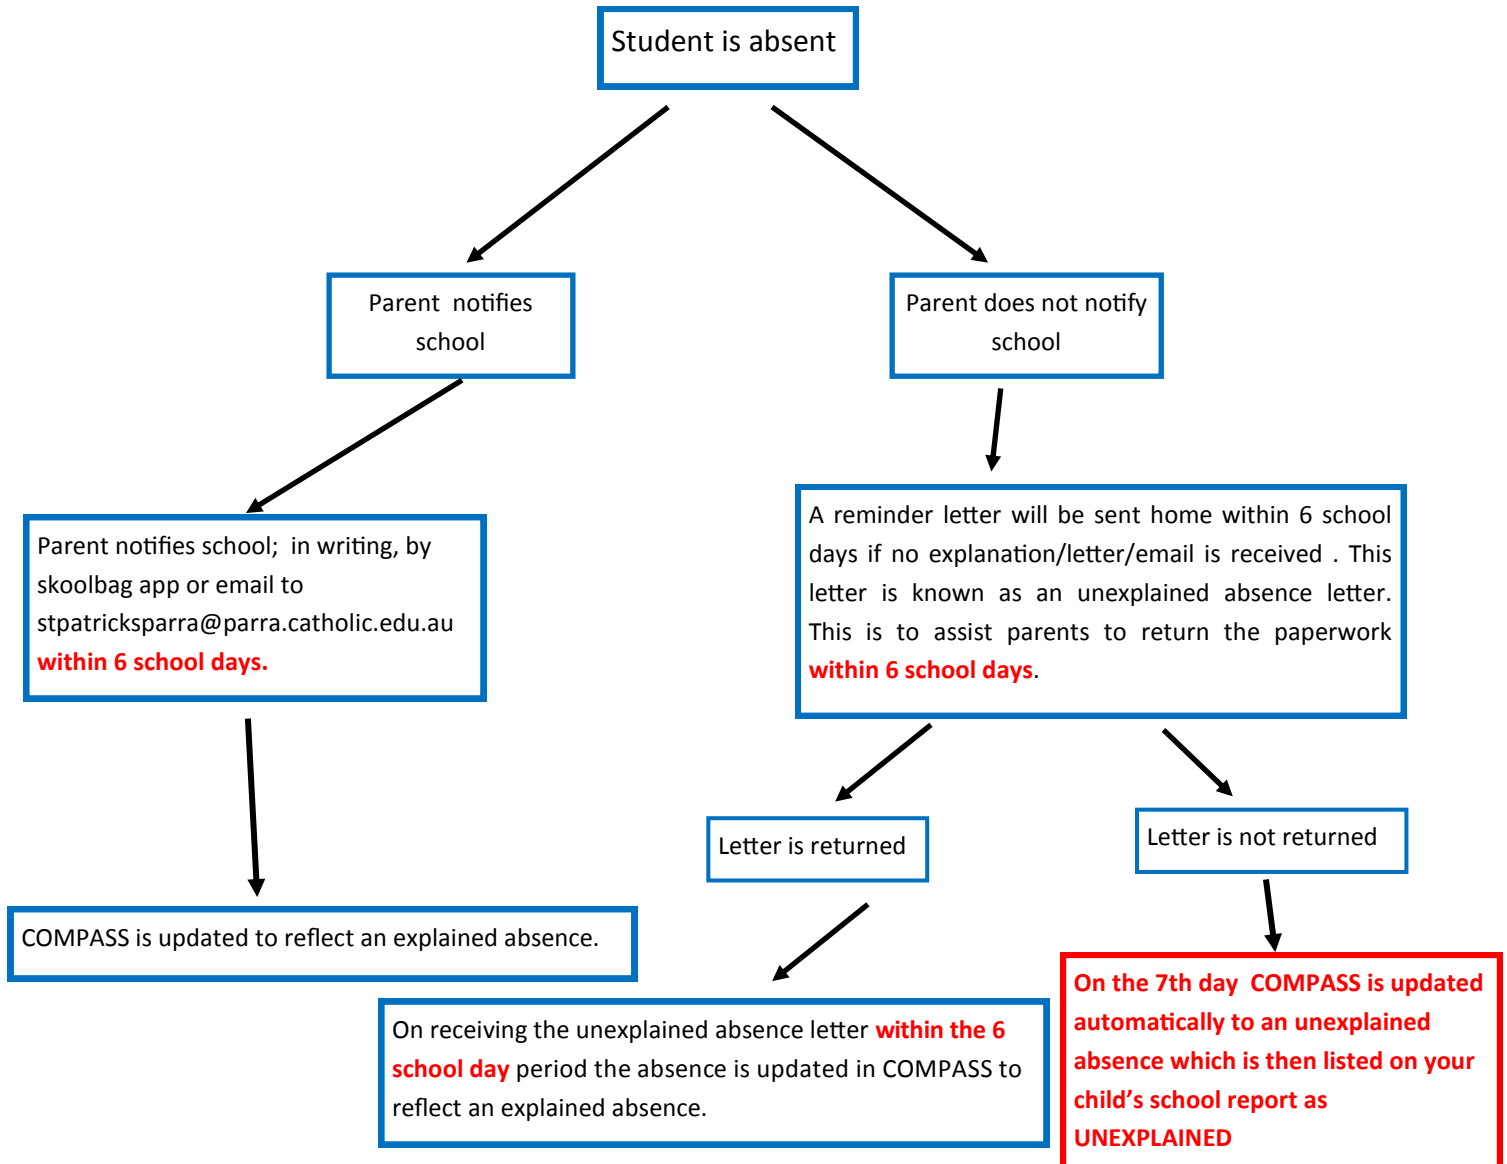 Student is absent
Parent notifies
school
Parent does not notify
school
Parent notifies school; in writing, by
skoolbag app or email to
stpatricksparra@parra.catholic.edu.au
within 6 school days.
A reminder letter will be sent home within 6 school
days if no explanation/letter/email is received . This
letter is known as an unexplained absence letter.
This is to assist parents to return the paperwork
within 6 school days.
Letter is returned
Letter is not returned
COMPASS is updated to reflect an explained absence.
On receiving the unexplained absence letter within the 6
school day period the absence is updated in COMPASS to
reflect an explained absence.
On the 7th day COMPASS is updated
automatically to an unexplained
absence which is then listed on your
child’s school report as
UNEXPLAINED